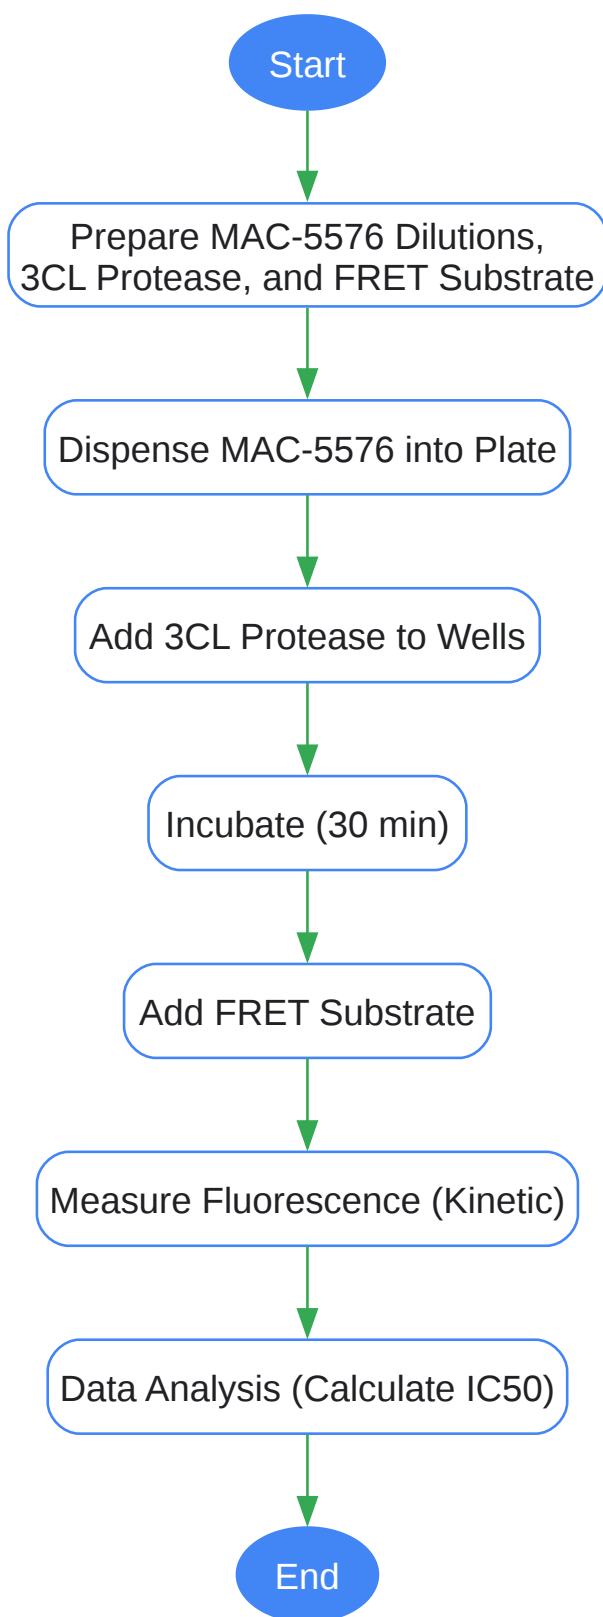 Start
Prepare MAC-5576 Dilutions,
3CL Protease, and FRET Substrate
Dispense MAC-5576 into Plate
Add 3CL Protease to Wells
Incubate (30 min)
Add FRET Substrate
Measure Fluorescence (Kinetic)
Data Analysis (Calculate IC50)
End